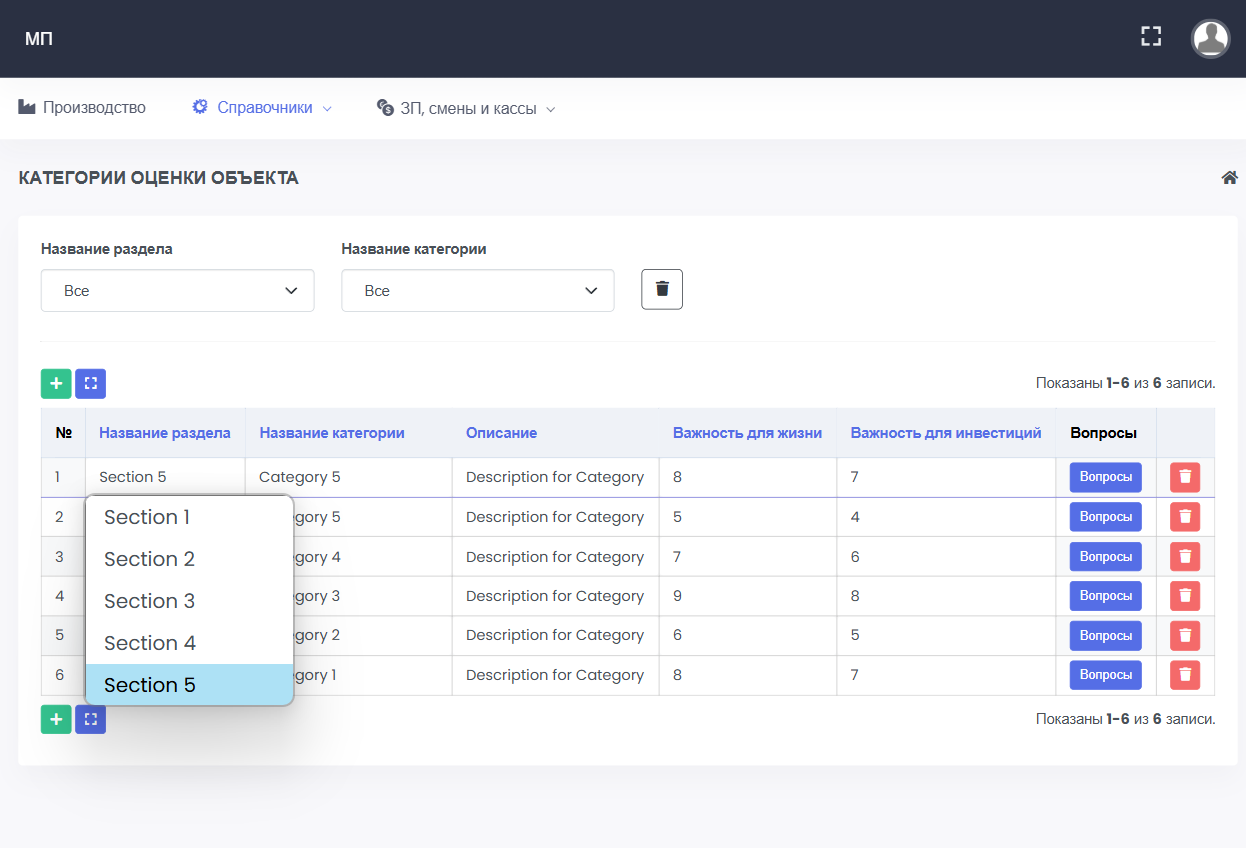 МП
Производство Справочники ЗП, смены и кассы
КАТЕГОРИИ ОЦЕНКИ ОБЪЕКТА
Название раздела Название категории
Все Все
Показаны 1-6 из 6 записи.
№ Название раздела Название категории Описание Важность для жизни Важность для инвестиций Вопросы
1 Section 5 Category 5 Description for Category 8 7 Вопросы
2 gory 5 Description for Category 5 4 Вопросы
3 gory 4 Description for Category 7 6 Вопросы
4 gory 3 Description for Category 9 8 Вопросы
5 gory 2 Description for Category 6 5 Вопросы
6 gory 1 Description for Category 8 7 Вопросы
Section 1
Section 2
Section 3
Section 4
Section 5
Показаны 1-6 из 6 записи.